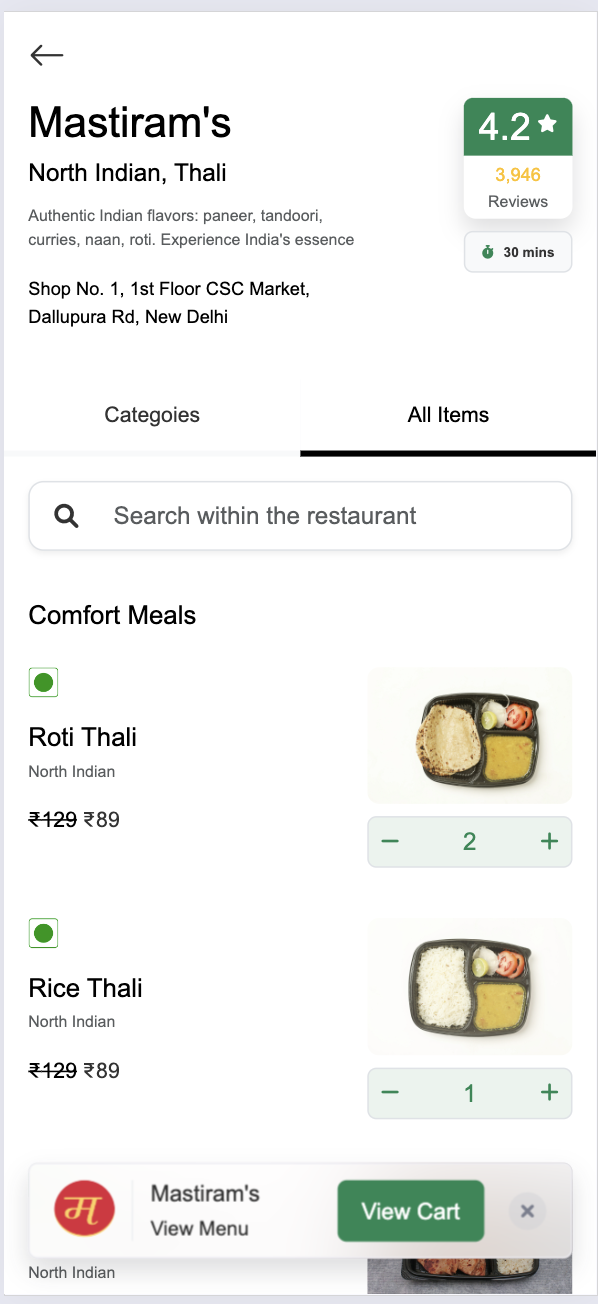 Mastiram's
North Indian, Thali
Authentic Indian flavors: paneer, tandoori,
curries, naan, roti. Experience India's essence
Shop No. 1, 1st Floor CSC Market,
Dallupura Rd, New Delhi
4.2
3,946
Reviews
30 mins
Categoies
All Items
Search within the restaurant
Comfort Meals
Roti Thali
North Indian
₹129 ₹89
2
Rice Thali
North Indian
₹129 ₹89
1
म
Mastiram's
View Menu
View Cart
North Indian